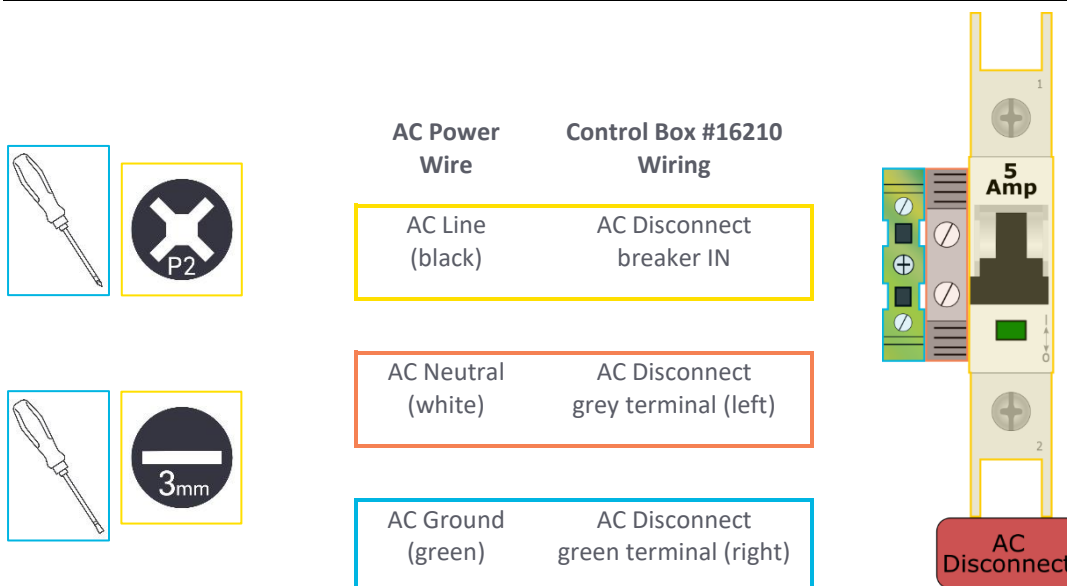 AC Power
Wire
Control Box #16210
Wiring
AC Line
(black)
AC Disconnect
breaker IN
AC Neutral
(white)
AC Disconnect
grey terminal (left)
AC Ground
(green)
AC Disconnect
green terminal (right)
P2
3mm
1
5
Amp
I
O
2
AC
Disconnect